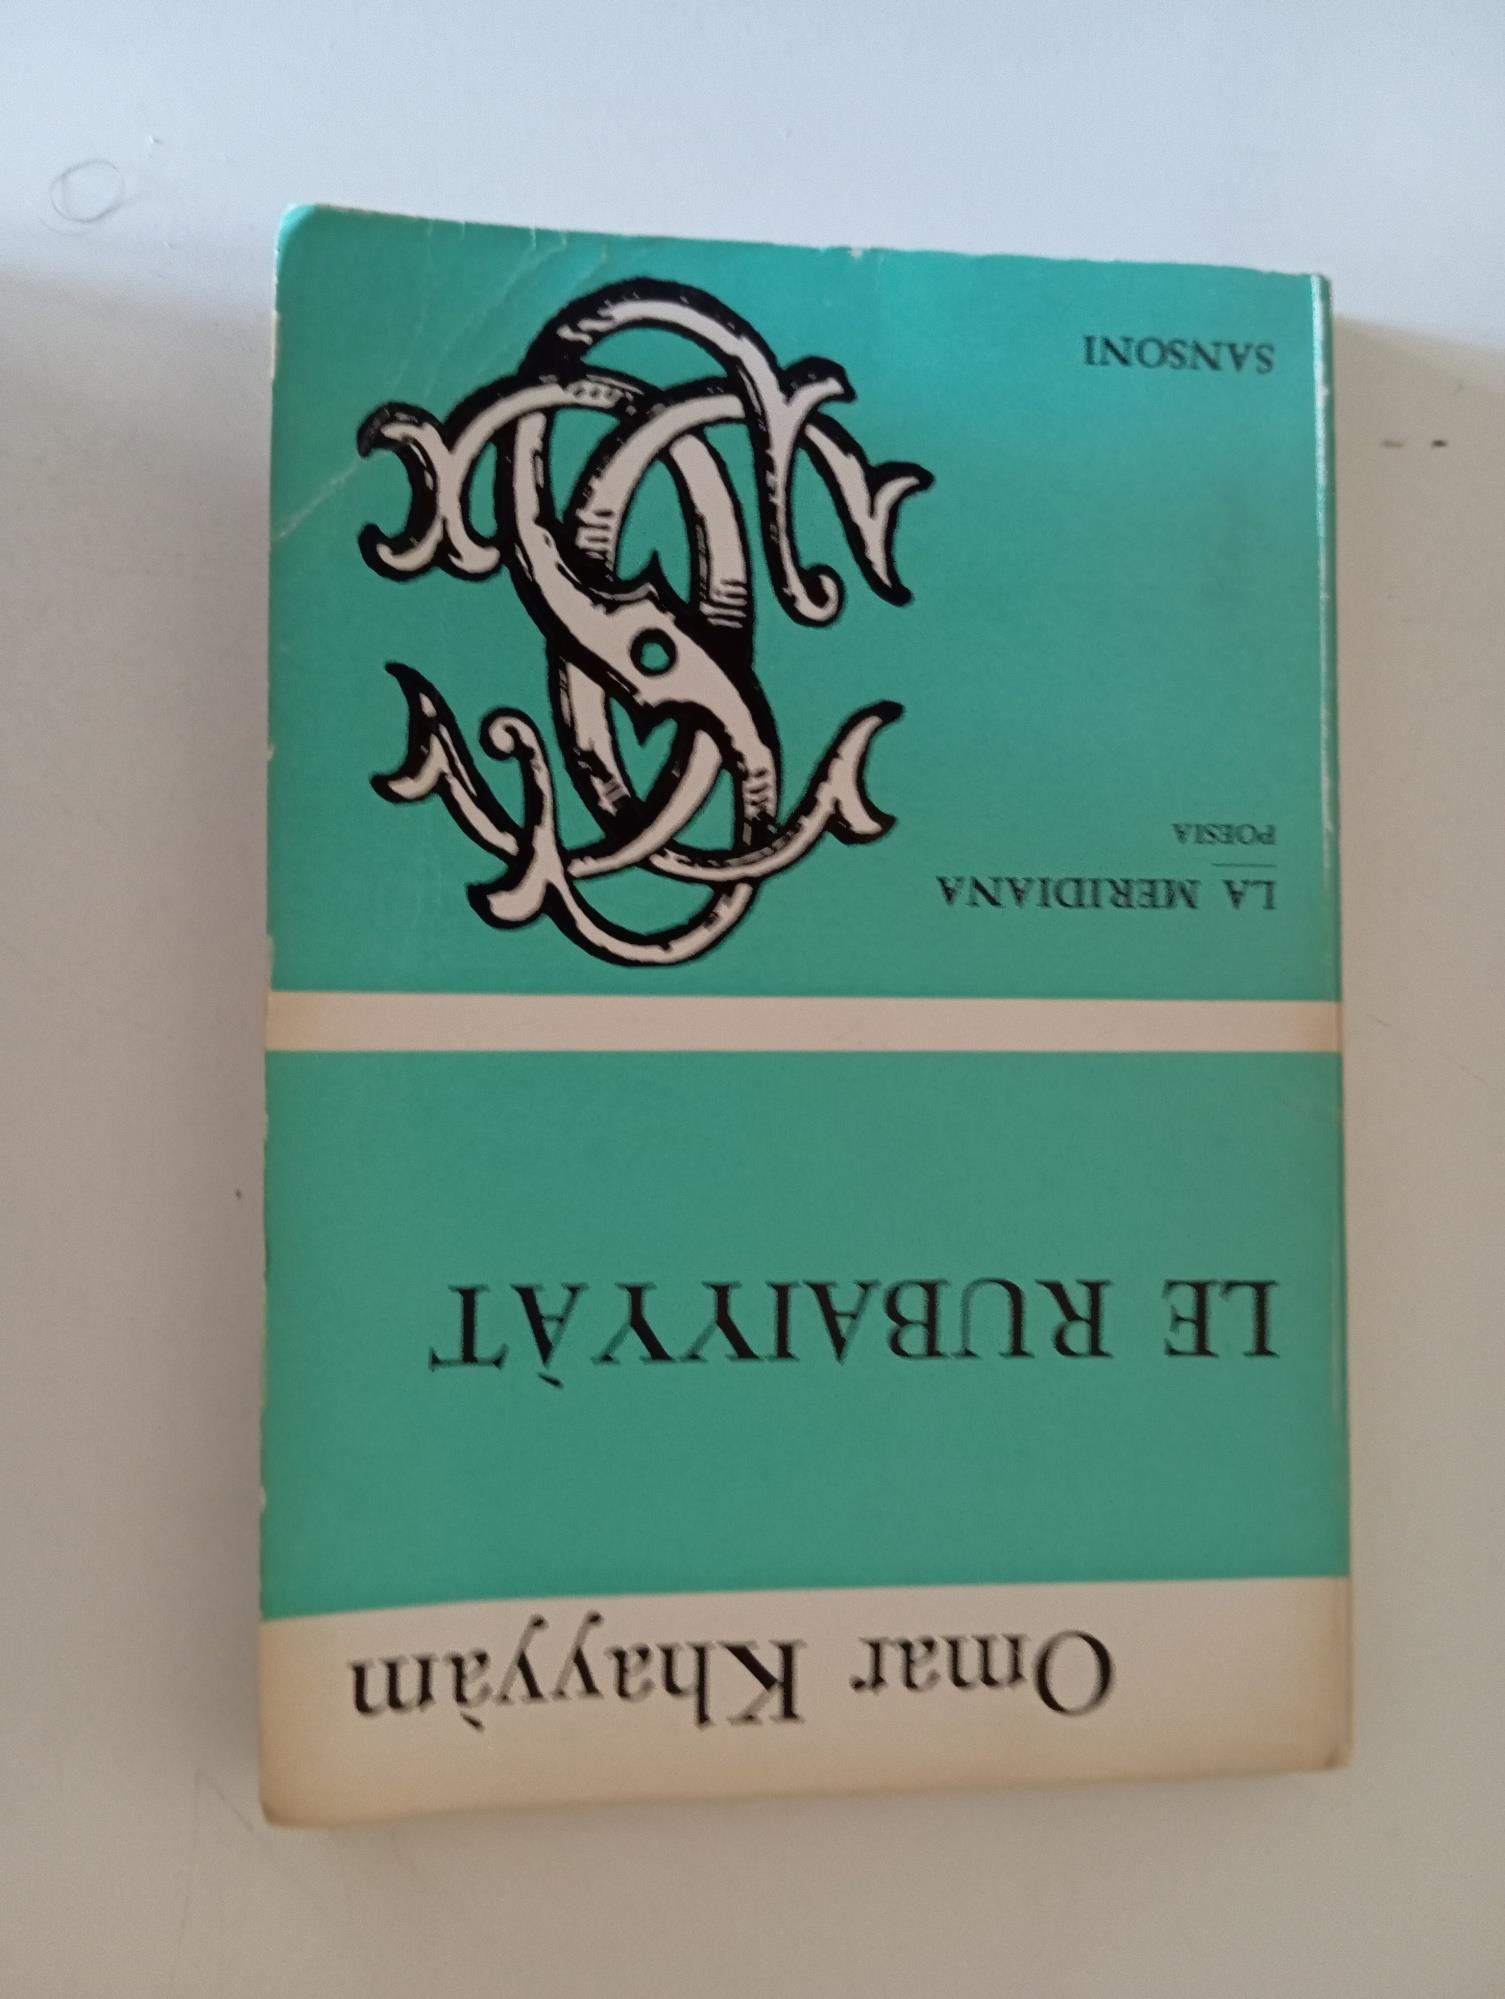 Omar Khayyàm
LE RUBAIYYÀT
LA MERIDIANA
POESIA
SANSONI